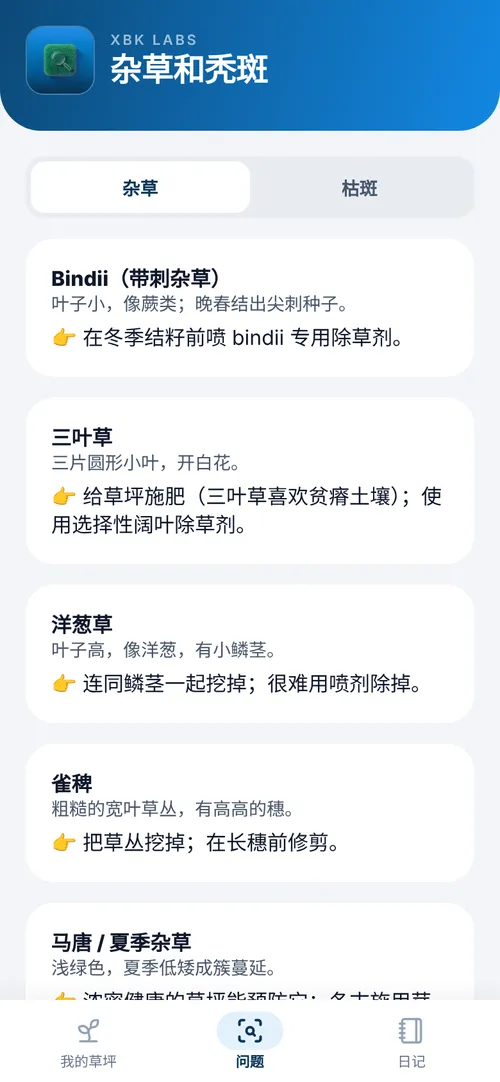 XBK LABS
杂草和秃斑
杂草
枯斑
Bindii（带刺杂草）
叶子小，像蕨类；晚春结出尖刺种子。
👉 在冬季结籽前喷 bindii 专用除草剂。
三叶草
三片圆形小叶，开白花。
👉 给草坪施肥（三叶草喜欢贫瘠土壤）；使
用选择性阔叶除草剂。
洋葱草
叶子高，像洋葱，有小鳞茎。
👉 连同鳞茎一起挖掉；很难用喷剂除掉。
雀稗
粗糙的宽叶草丛，有高高的穗。
👉 把草丛挖掉；在长穗前修剪。
马唐 / 夏季杂草
浅绿色，夏季低矮成簇蔓延。
我的草坪
问题
日记